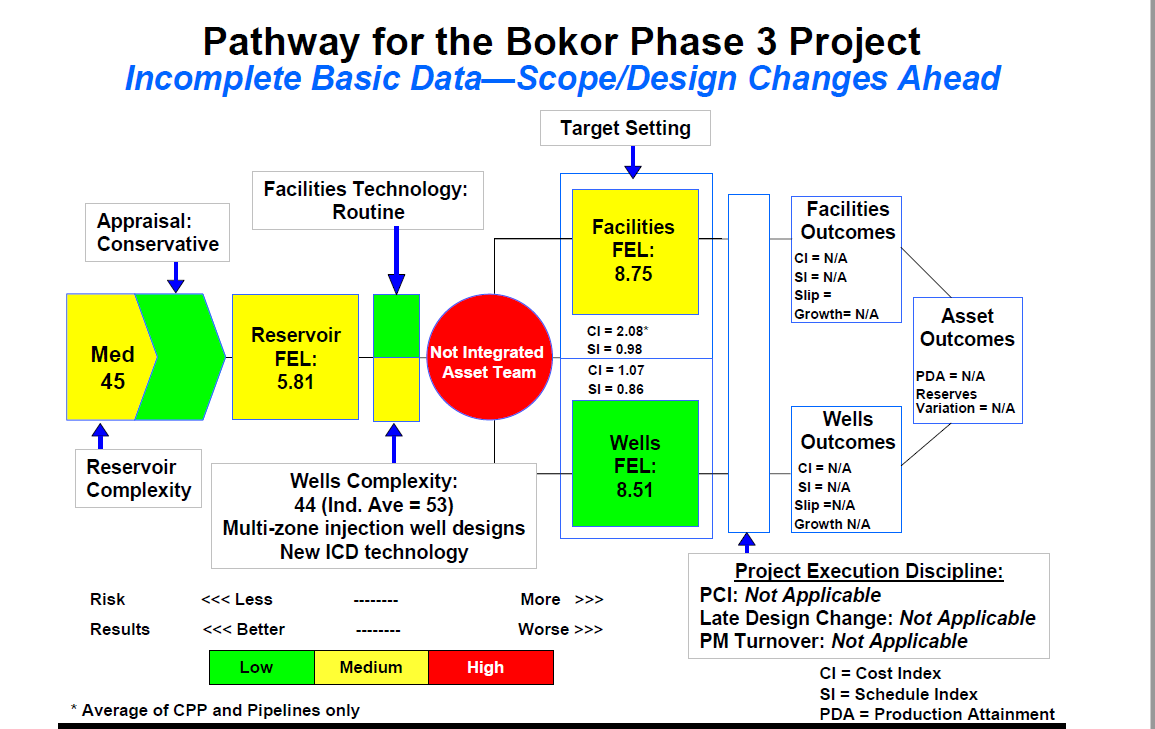 Pathway for the Bokor Phase 3 Project
Incomplete Basic Data—Scope/Design Changes Ahead
Target Setting
Facilities Technology:
Routine
Appraisal:
Conservative
Med
45
Reservoir
FEL:
5.81
Not Integrated
Asset Team
Facilities
FEL:
8.75
CI = 2.08*
SI = 0.98
CI = 1.07
SI = 0.86
Wells
FEL:
8.51
Facilities
Outcomes
CI = N/A
SI = N/A
Slip =
Growth= N/A
Asset
Outcomes
PDA = N/A
Reserves
Variation = N/A
Wells
Outcomes
CI = N/A
SI = N/A
Slip =N/A
Growth N/A
Reservoir
Complexity
Wells Complexity:
44 (Ind. Ave = 53)
Multi-zone injection well designs
New ICD technology
Project Execution Discipline:
PCI: Not Applicable
Late Design Change: Not Applicable
PM Turnover: Not Applicable
Risk <<< Less -------- More >>>
Results <<< Better -------- Worse >>>
Low Medium High
CI = Cost Index
SI = Schedule Index
PDA = Production Attainment
* Average of CPP and Pipelines only